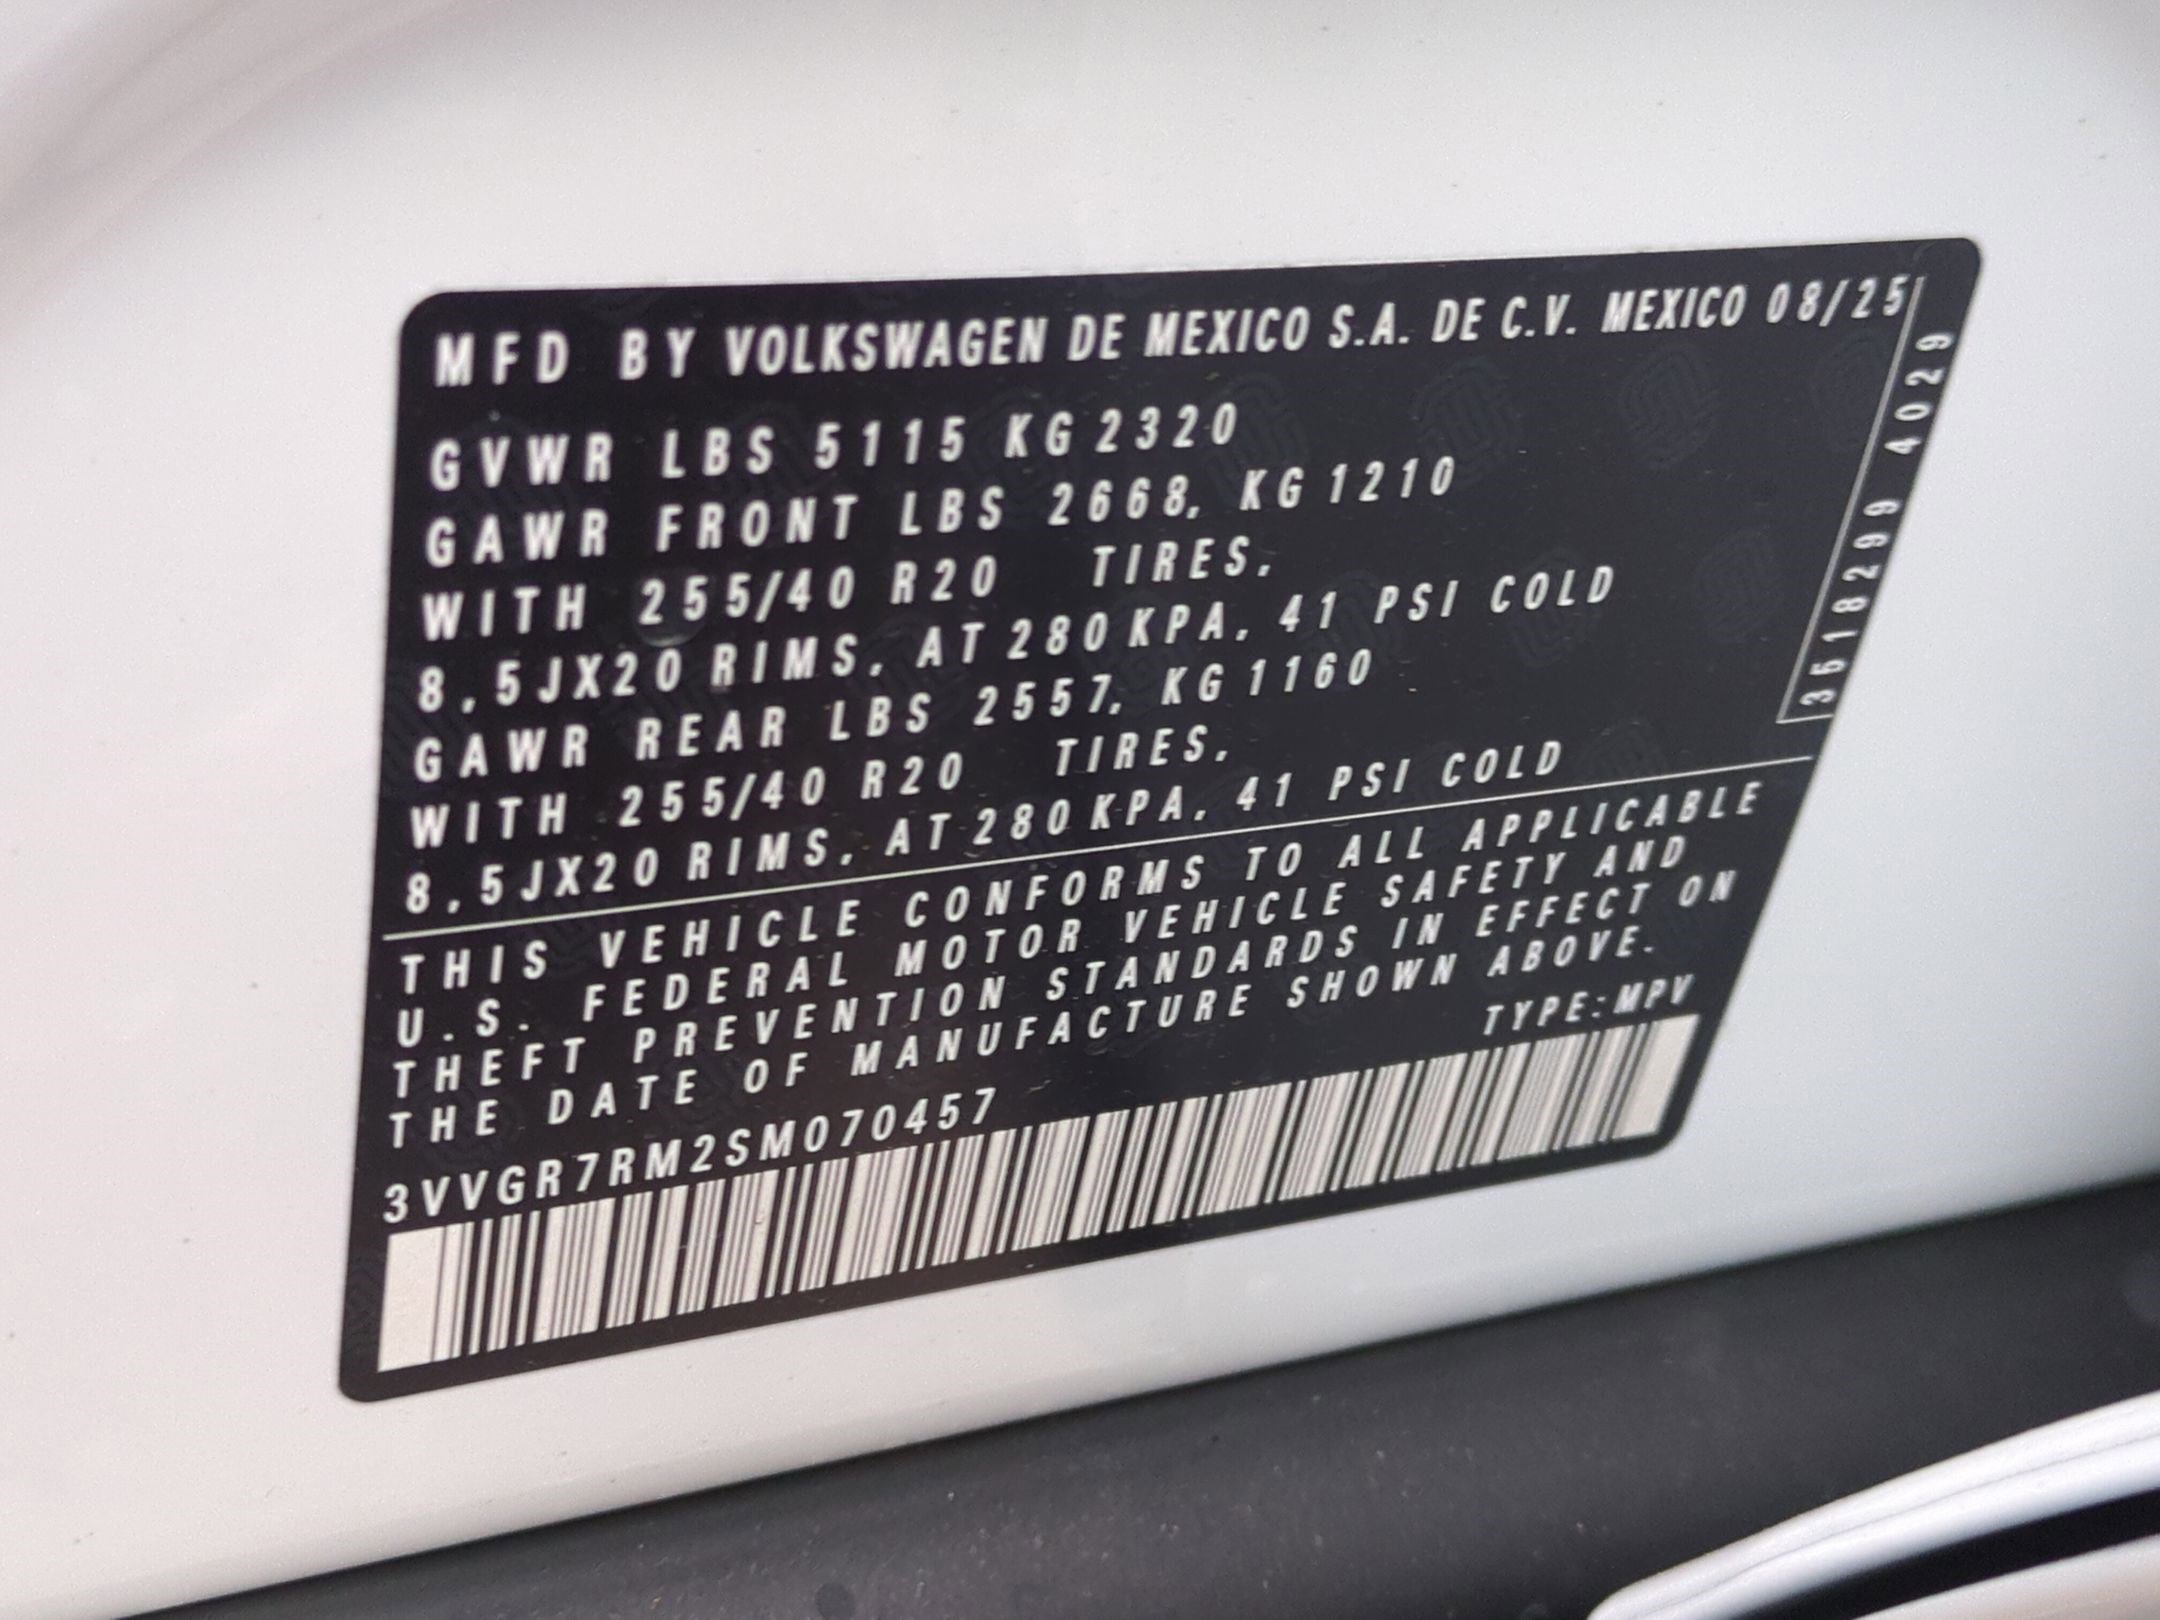 MFD BY VOLKSWAGEN DE MEXICO S.A. DE C.V. MEXICO 08/25
GVWR LBS 5115 KG 2320
GAWR FRONT LBS 2668, KG 1210
WITH 255/40 R20 TIRES,
8,5JX20 RIMS, AT 280 KPA, 41 PSI COLD
GAWR REAR LBS 2557, KG 1160
WITH 255/40 R20 TIRES,
8,5JX20 RIMS, AT 280 KPA, 41 PSI COLD
3618299 4029
THIS VEHICLE CONFORMS TO ALL APPLICABLE
U.S. FEDERAL MOTOR VEHICLE SAFETY AND
THEFT PREVENTION STANDARDS IN EFFECT ON
THE DATE OF MANUFACTURE SHOWN ABOVE.
TYPE:MPV
3VVGR7RM2SM070457